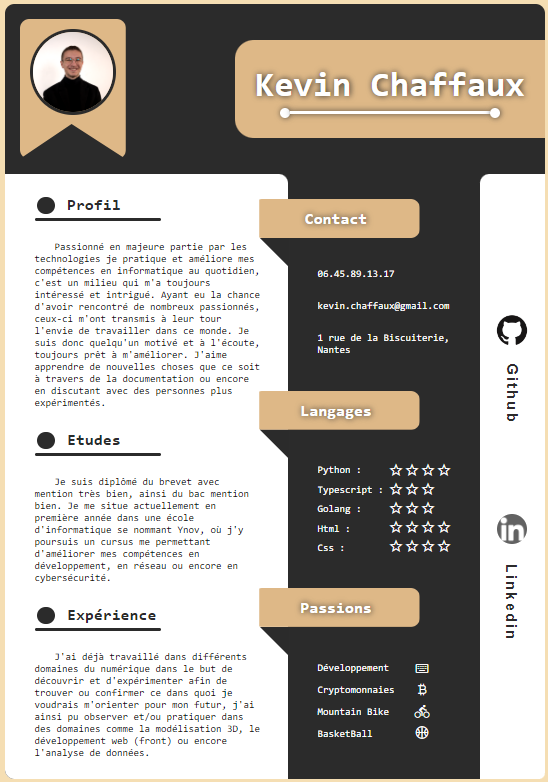 Kevin Chaffaux
Profil
Passionné en majeure partie par les
technologies je pratique et améliore mes
compétences en informatique au quotidien,
c'est un milieu qui m'a toujours
intéressé et intrigué. Ayant eu la chance
d'avoir rencontré de nombreux passionnés,
ceux-ci m'ont transmis à leur tour
l'envie de travailler dans ce monde. Je
suis donc quelqu'un motivé et à l'écoute,
toujours prêt à m'améliorer. J'aime
apprendre de nouvelles choses que ce soit
à travers de la documentation ou encore
en discutant avec des personnes plus
expérimentés.
Etudes
Je suis diplômé du brevet avec
mention très bien, ainsi du bac mention
bien. Je me situe actuellement en
première année dans une école
d'informatique se nommant Ynov, où j'y
poursuis un cursus me permettant
d'améliorer mes compétences en
développement, en réseau ou encore en
cybersécurité.
Expérience
J'ai déjà travaillé dans différents
domaines du numérique dans le but de
découvrir et d'expérimenter afin de
trouver ou confirmer ce dans quoi je
voudrais m'orienter pour mon futur, j'ai
ainsi pu observer et/ou pratiquer dans
des domaines comme la modélisation 3D, le
développement web (front) ou encore
l'analyse de données.
Contact
06.45.89.13.17
kevin.chaffaux@gmail.com
1 rue de la Biscuiterie,
Nantes
Langages
Python :
Typescript :
Golang :
Html :
Css :
Passions
Développement
Cryptomonnaies
Mountain Bike
BasketBall
Github
in
Linkedin